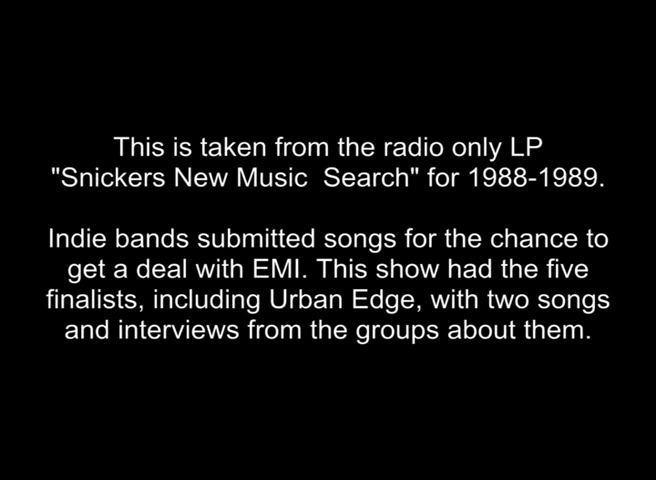 This is taken from the radio only LP
"Snickers New Music  Search" for 1988-1989.
Indie bands submitted songs for the chance to
get a deal with EMI. This show had the five
finalists, including Urban Edge, with two songs
and interviews from the groups about them.